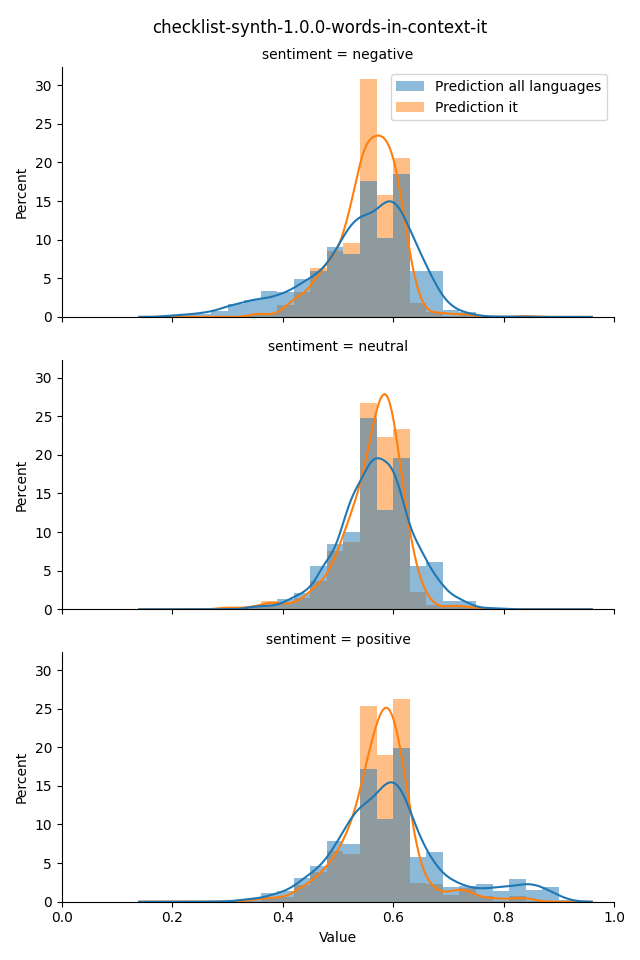 checklist-synth-1.0.0-words-in-context-it
sentiment = negative
Prediction all languages
Prediction it
30
25
20
15
10
5
0
Percent
sentiment = neutral
30
25
20
15
10
5
0
Percent
sentiment = positive
30
25
20
15
10
5
0
Percent
0.0 0.2 0.4 0.6 0.8 1.0
Value